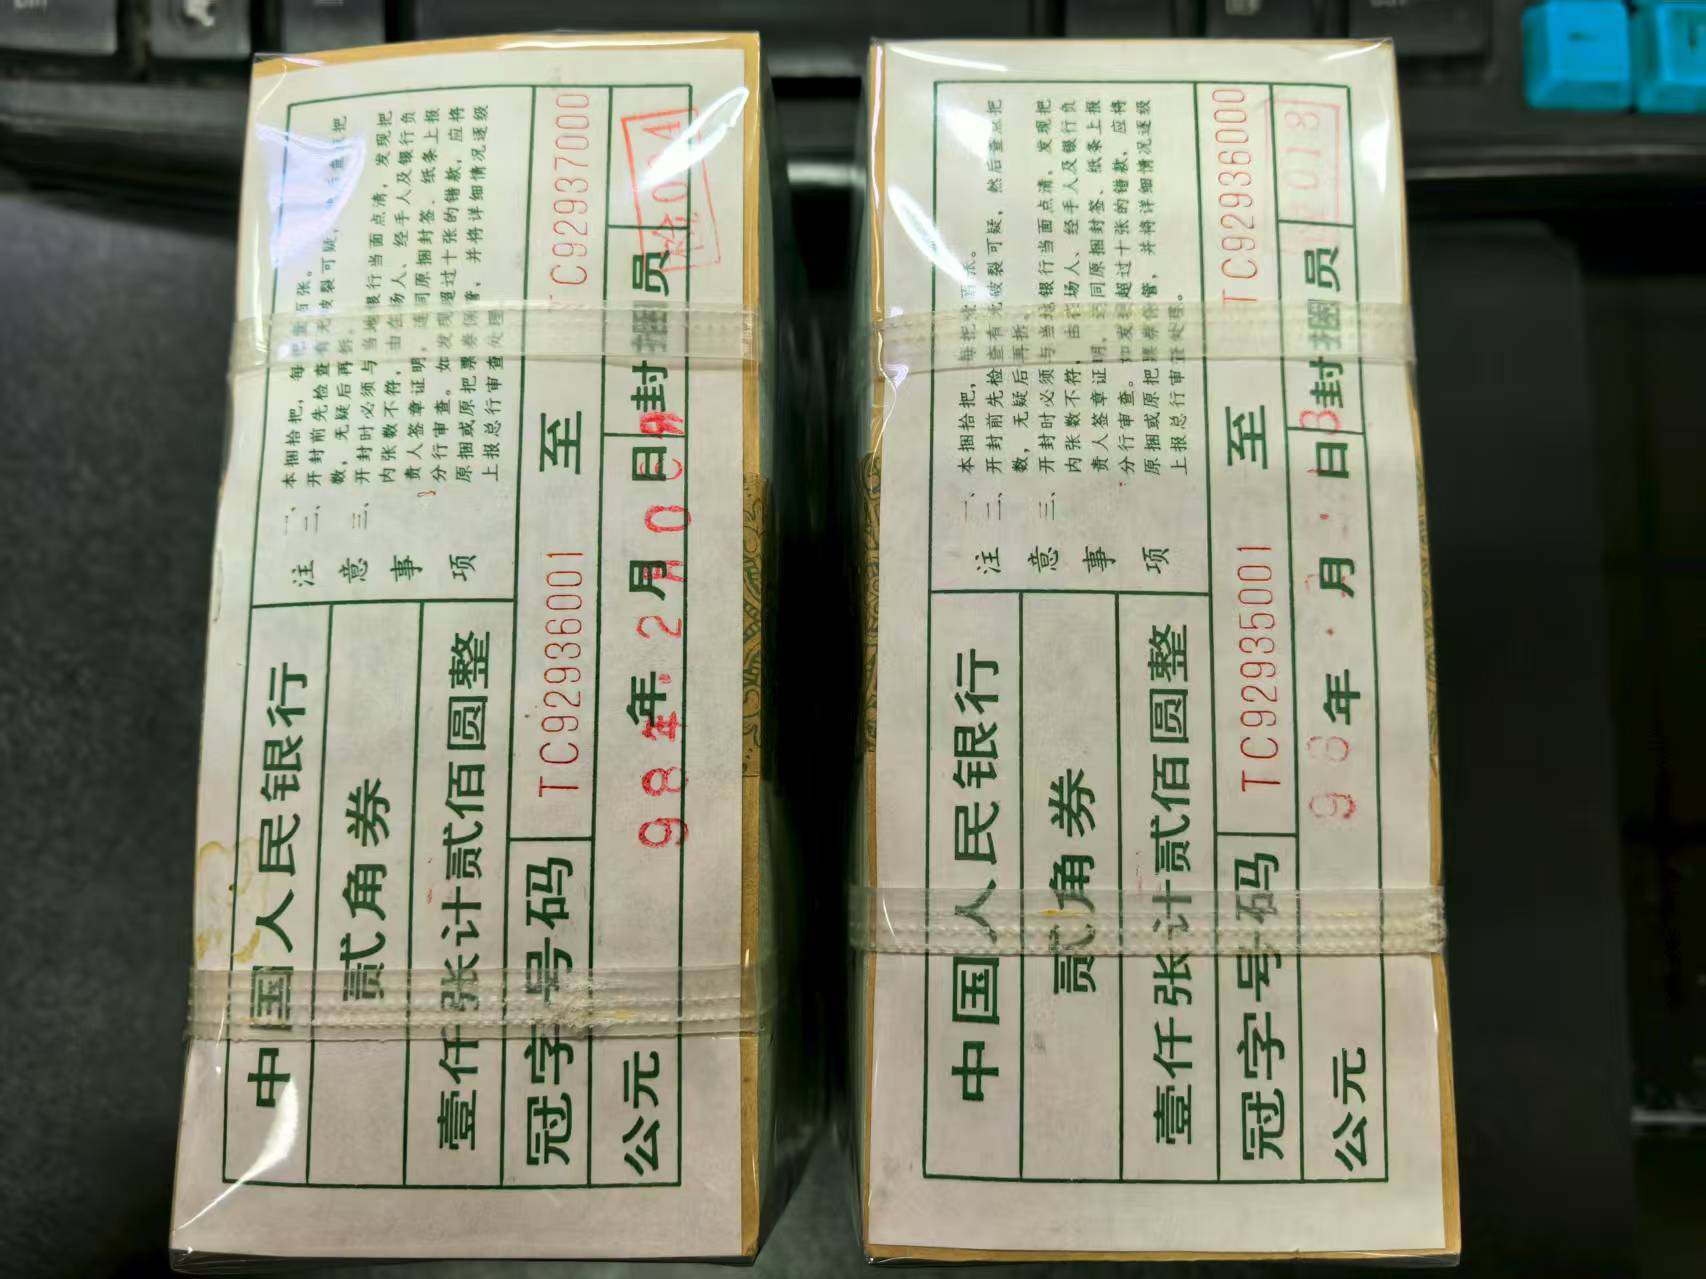 中国人民银行
贰角券
壹仟张计贰佰圆整
注意事项
本捆拾把,每把壹百张。
二、开封前先检查有无破裂可疑,
数,无疑后再拆。
三、开封时必须与当地银行当面点清,发现把
内张数不符,由在场人、经手人及银行负
责人签章证明,连同原捆封签、纸条上报
分行审查。如发现超过十张的错款,应将
原捆或原把票券保管,并将详细情况逐级
上报总行审查处理
冠字号码 TC92936001 至 TC92937000
公元 98年 年 2月 日 封捆员
中国人民银行
贰角券
壹仟张计贰佰圆整
注意事项
一、本捆拾把,每把壹百张。
二、开封前先检查有无破裂可疑,然后查点把
数,无疑后再拆。
三、开封时必须与当地银行当面点清,发现把
内张数不符,由在场人、经手人及银行负
责人签章证明,连同原捆封签、纸条上报
分行审查。如发现超过十张的错款,应将
原捆或原把票券保管,并将详细情况逐级
上报总行审查处理。
冠字号码 TC92935001 至 TC92936000
公元 98 年 月 日 封捆员
018